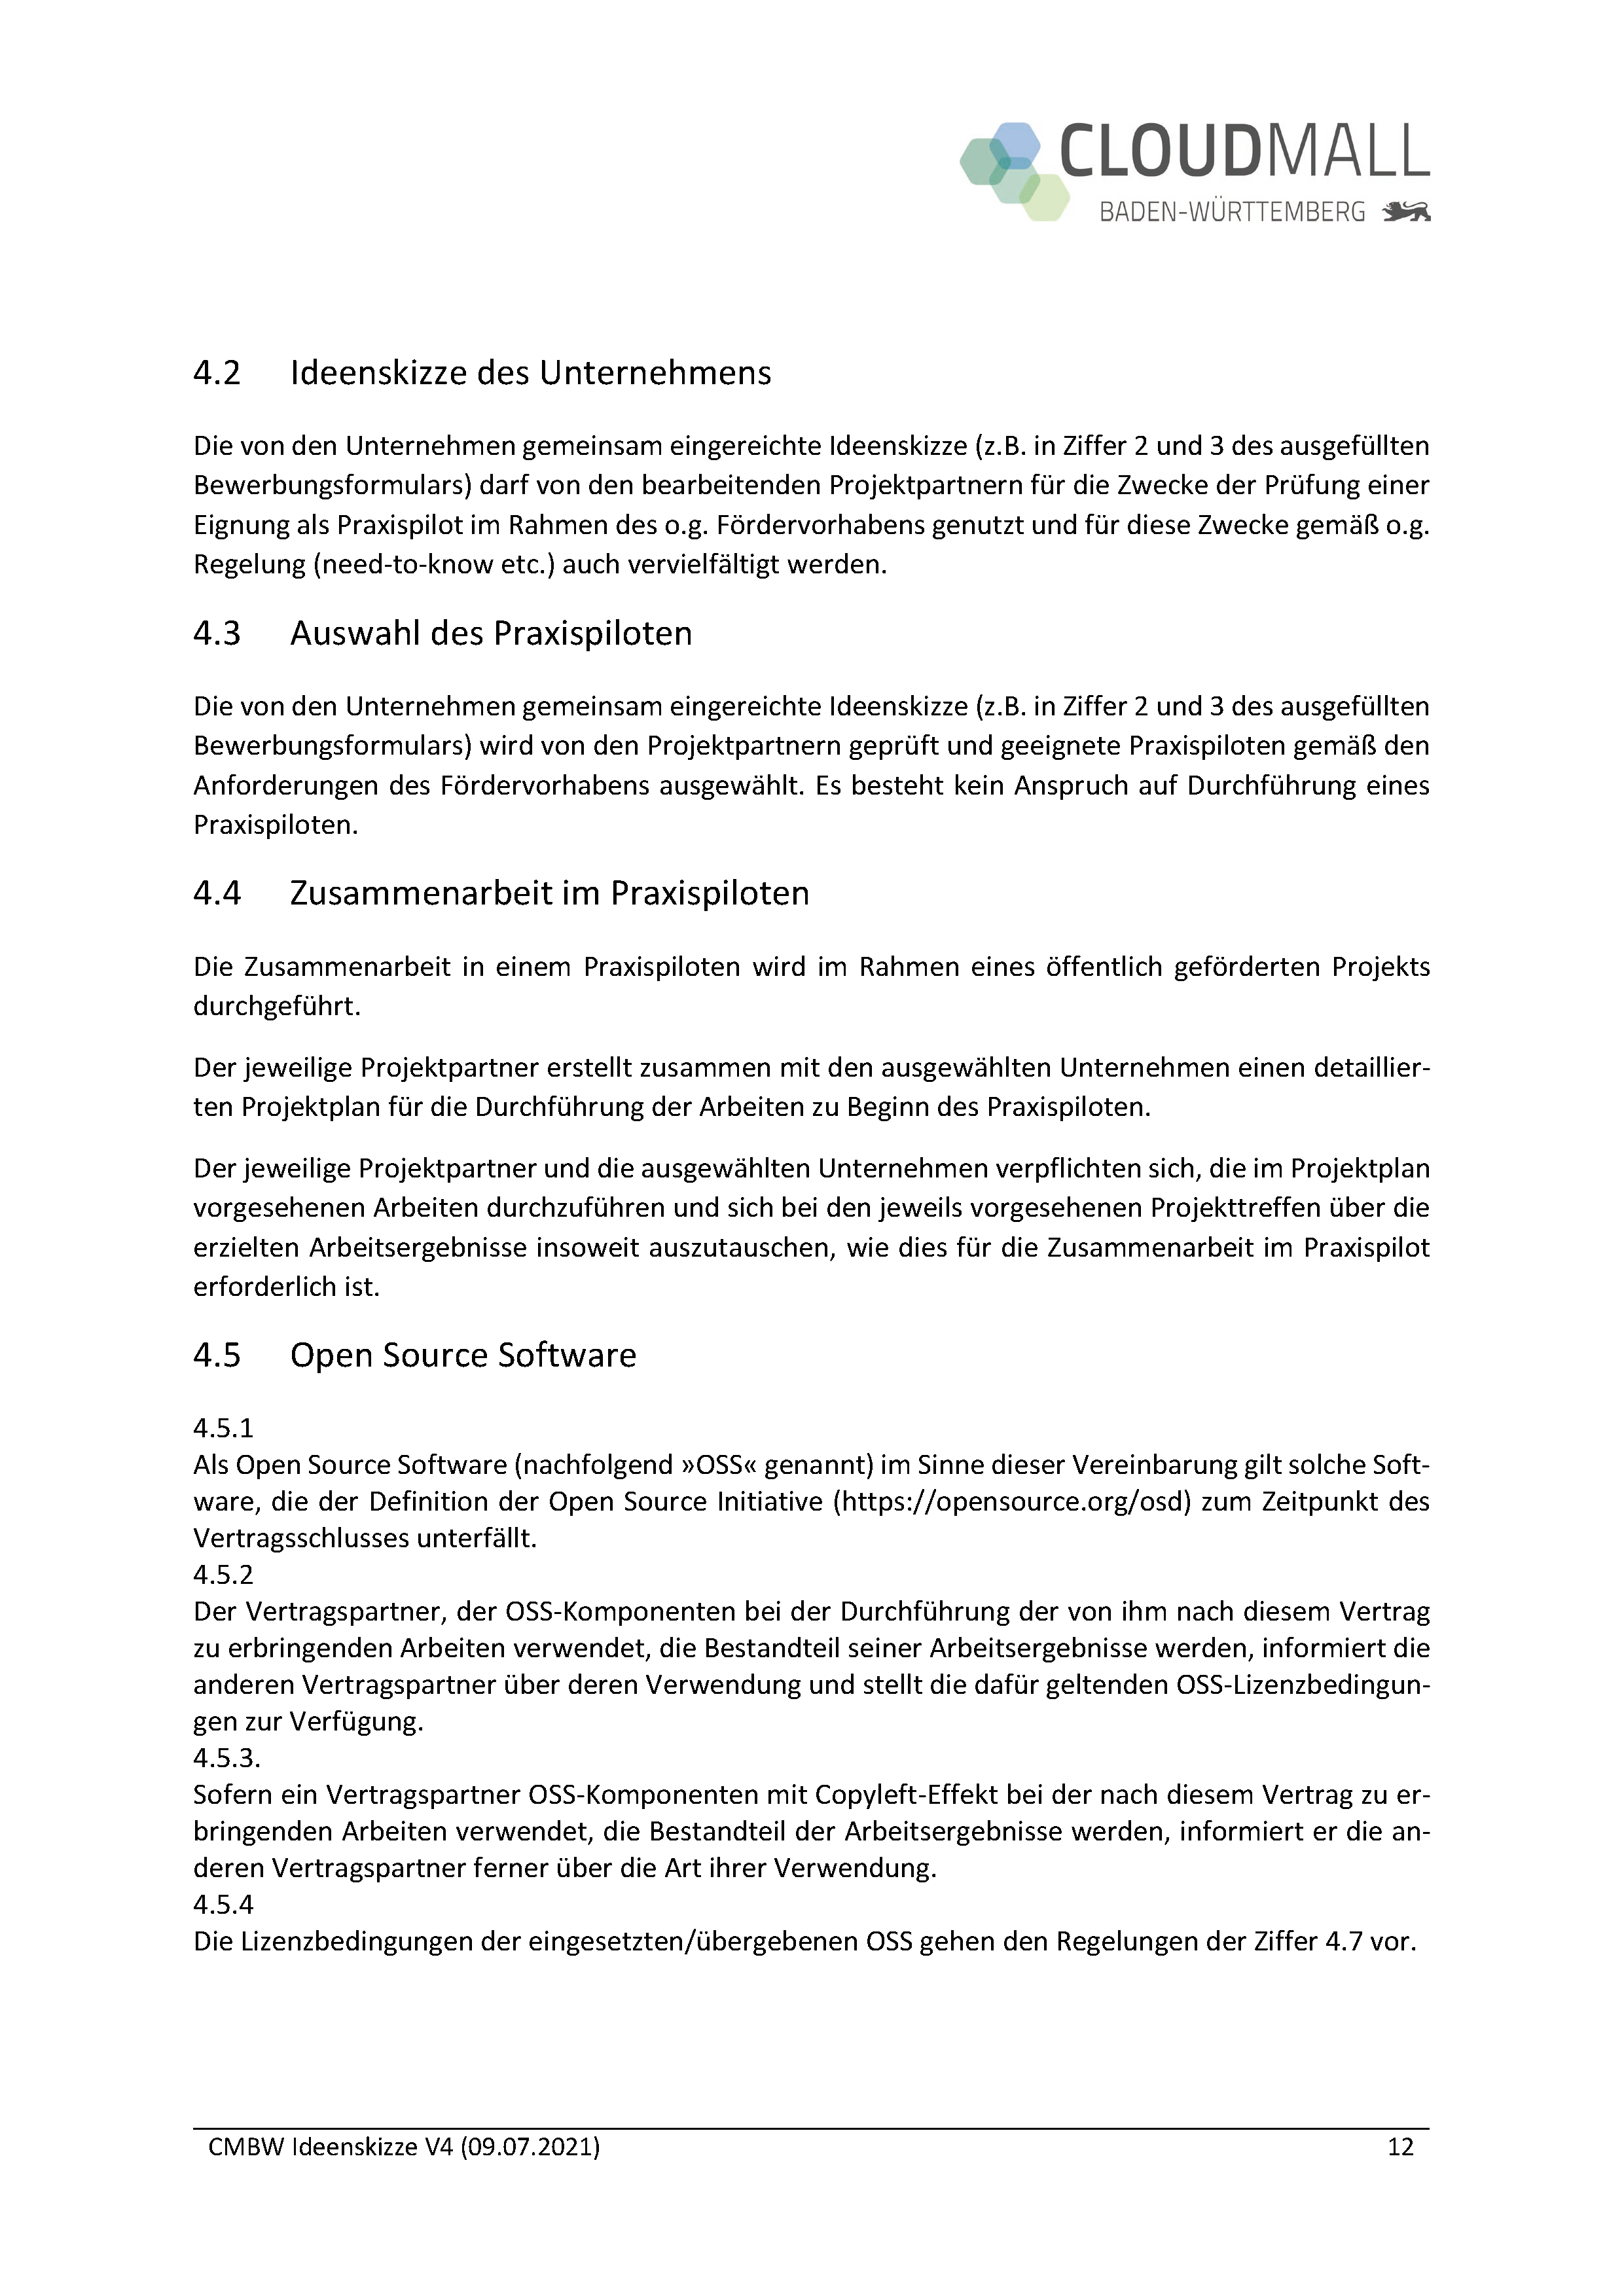 CLOUDMALL
BADEN-WÜRTTEMBERG
4.2 Ideenskizze des Unternehmens
Die von den Unternehmen gemeinsam eingereichte Ideenskizze (z.B. in Ziffer 2 und 3 des ausgefüllten
Bewerbungsformulars) darf von den bearbeitenden Projektpartnern für die Zwecke der Prüfung einer
Eignung als Praxispilot im Rahmen des o.g. Fördervorhabens genutzt und für diese Zwecke gemäß o.g.
Regelung (need-to-know etc.) auch vervielfältigt werden.
4.3 Auswahl des Praxispiloten
Die von den Unternehmen gemeinsam eingereichte Ideenskizze (z.B. in Ziffer 2 und 3 des ausgefüllten
Bewerbungsformulars) wird von den Projektpartnern geprüft und geeignete Praxispiloten gemäß den
Anforderungen des Fördervorhabens ausgewählt. Es besteht kein Anspruch auf Durchführung eines
Praxispiloten.
4.4 Zusammenarbeit im Praxispiloten
Die Zusammenarbeit in einem Praxispiloten wird im Rahmen eines öffentlich geförderten Projekts
durchgeführt.
Der jeweilige Projektpartner erstellt zusammen mit den ausgewählten Unternehmen einen detaillier-
ten Projektplan für die Durchführung der Arbeiten zu Beginn des Praxispiloten.
Der jeweilige Projektpartner und die ausgewählten Unternehmen verpflichten sich, die im Projektplan
vorgesehenen Arbeiten durchzuführen und sich bei den jeweils vorgesehenen Projekttreffen über die
erzielten Arbeitsergebnisse insoweit auszutauschen, wie dies für die Zusammenarbeit im Praxispilot
erforderlich ist.
4.5 Open Source Software
4.5.1
Als Open Source Software (nachfolgend »OSS« genannt) im Sinne dieser Vereinbarung gilt solche Soft-
ware, die der Definition der Open Source Initiative (https://opensource.org/osd) zum Zeitpunkt des
Vertragsschlusses unterfällt.
4.5.2
Der Vertragspartner, der OSS-Komponenten bei der Durchführung der von ihm nach diesem Vertrag
zu erbringenden Arbeiten verwendet, die Bestandteil seiner Arbeitsergebnisse werden, informiert die
anderen Vertragspartner über deren Verwendung und stellt die dafür geltenden OSS-Lizenzbedingun-
gen zur Verfügung.
4.5.3.
Sofern ein Vertragspartner OSS-Komponenten mit Copyleft-Effekt bei der nach diesem Vertrag zu er-
bringenden Arbeiten verwendet, die Bestandteil der Arbeitsergebnisse werden, informiert er die an-
deren Vertragspartner ferner über die Art ihrer Verwendung.
4.5.4
Die Lizenzbedingungen der eingesetzten/übergebenen OSS gehen den Regelungen der Ziffer 4.7 vor.
CMBW Ideenskizze V4 (09.07.2021) 12